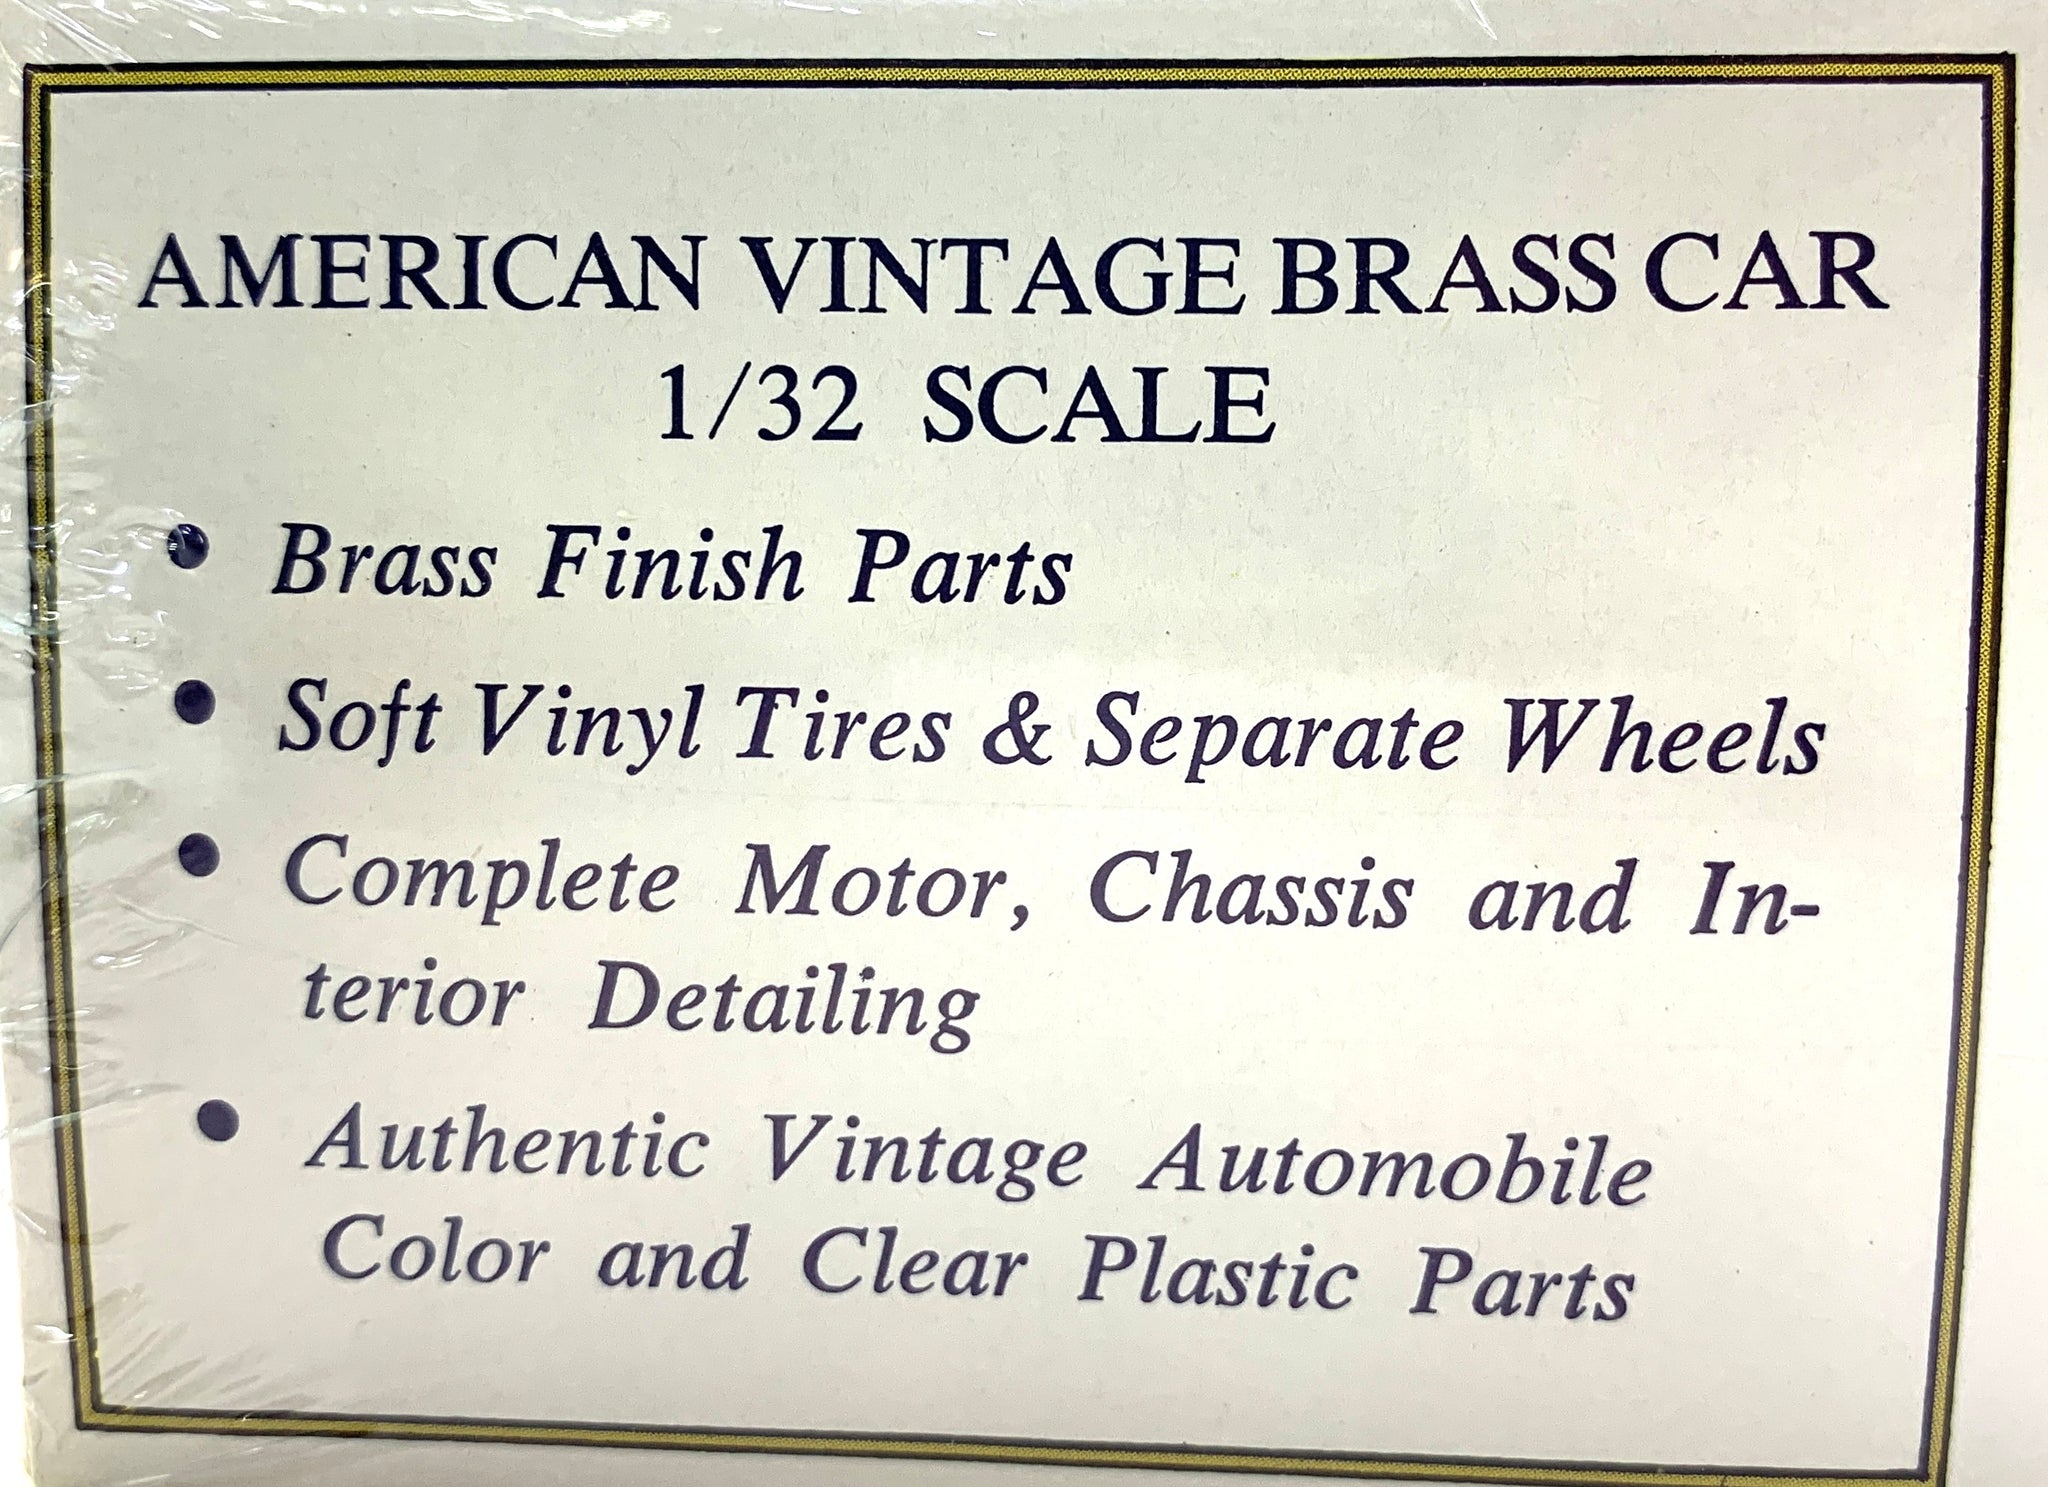 AMERICAN VINTAGE BRASS CAR
1/32 SCALE
• Brass Finish Parts
• Soft Vinyl Tires & Separate Wheels
• Complete Motor, Chassis and In-
terior Detailing
• Authentic Vintage Automobile
Color and Clear Plastic Parts